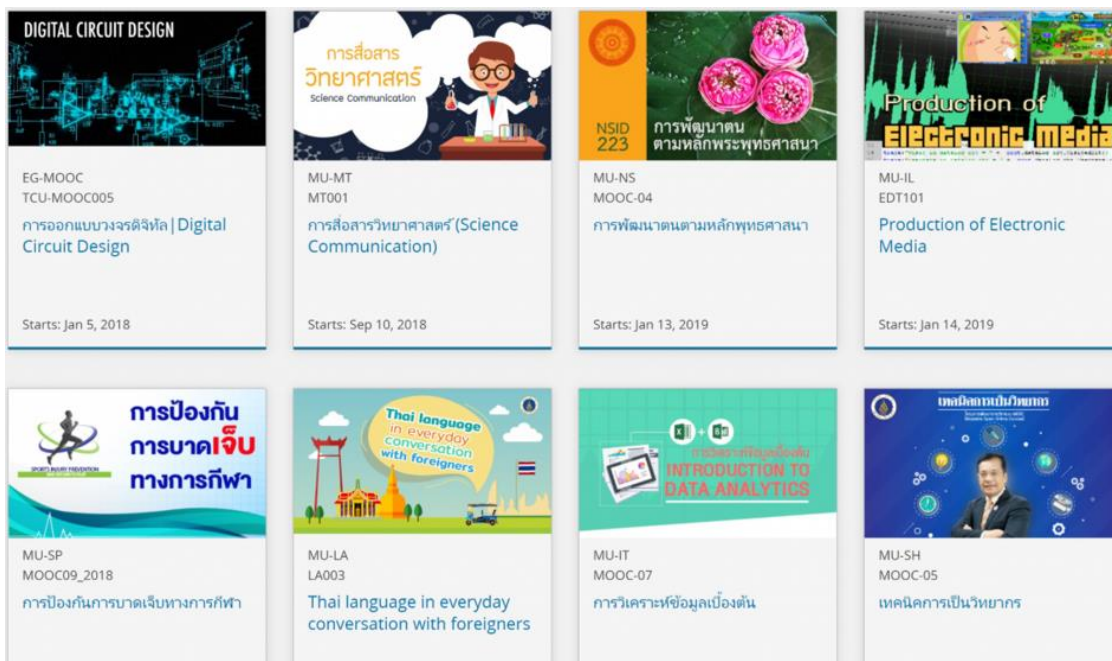 DIGITAL CIRCUIT DESIGN
EG-MOOC
TCU-MOOC005
การออกแบบวงจรดิจิทัล | Digital
Circuit Design
Starts: Jan 5, 2018
การสื่อสาร
วิทยาศาสตร์
Science Communication
MU-MT
MT001
การสื่อสารวิทยาศาสตร์ (Science
Communication)
Starts: Sep 10, 2018
NSID
223
การพัฒนาตน
ตามหลักพระพุทธศาสนา
MU-NS
MOOC-04
การพัฒนาตนตามหลักพุทธศาสนา
Starts: Jan 13, 2019
Production of
Electronic Media
MU-IL
EDT101
Production of Electronic
Media
Starts: Jan 14, 2019
การป้องกัน
การบาดเจ็บ
ทางการกีฬา
SPORTS INJURY PREVENTION
MU-SP
MOOC09_2018
การป้องกันการบาดเจ็บทางการกีฬา
Thai language
in everyday
conversation
with foreigners
MU-LA
LA003
Thai language in everyday
conversation with foreigners
การวิเคราะห์ข้อมูลเบื้องต้น
INTRODUCTION TO
DATA ANALYTICS
MU-IT
MOOC-07
การวิเคราะห์ข้อมูลเบื้องต้น
เทคนิคการเป็นวิทยากร
MU-SH
MOOC-05
เทคนิคการเป็นวิทยากร